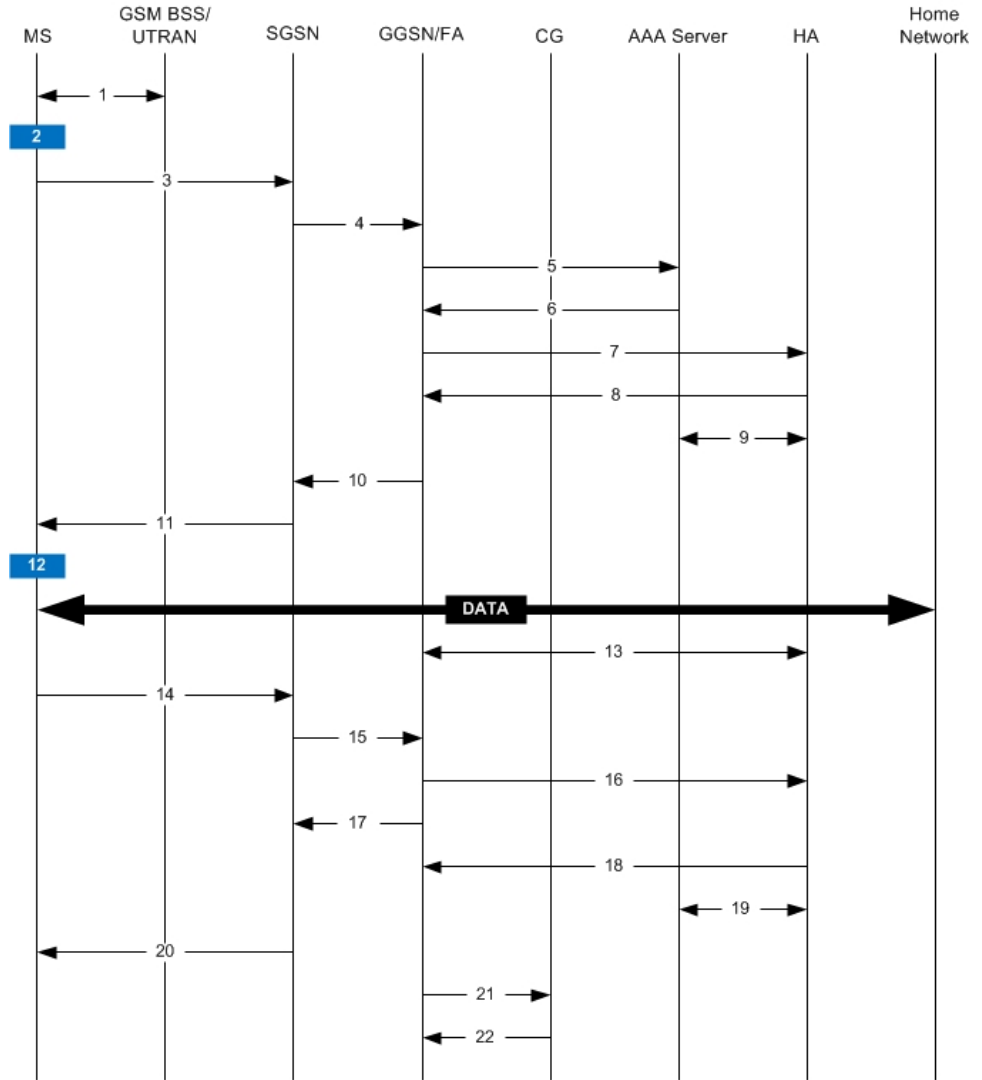 GSM BSS/
UTRAN
MS
SGSN
GGSN/FA
CG
AAA Server
HA
Home
Network
1
2
3
4
5
6
7
8
9
10
11
12
DATA
13
14
15
16
17
18
19
20
21
22